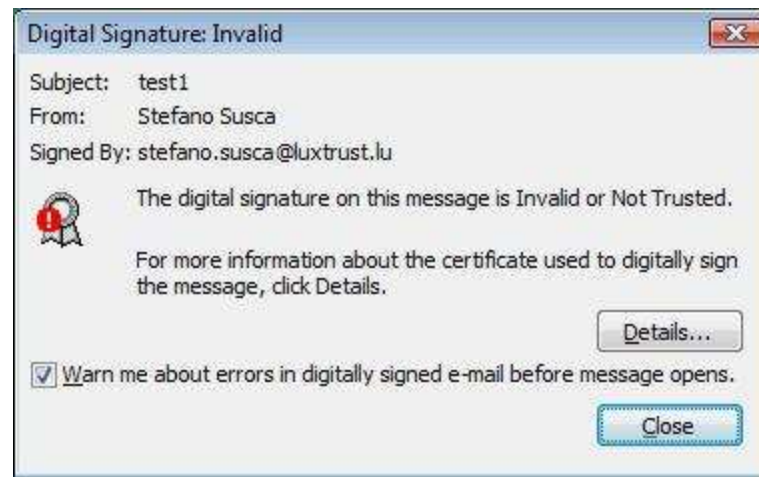 Digital Signature: Invalid
Subject: test1
From: Stefano Susca
Signed By: stefano.susca@luxtrust.lu
The digital signature on this message is Invalid or Not Trusted.
For more information about the certificate used to digitally sign
the message, click Details.
Details...
Warn me about errors in digitally signed e-mail before message opens.
Close